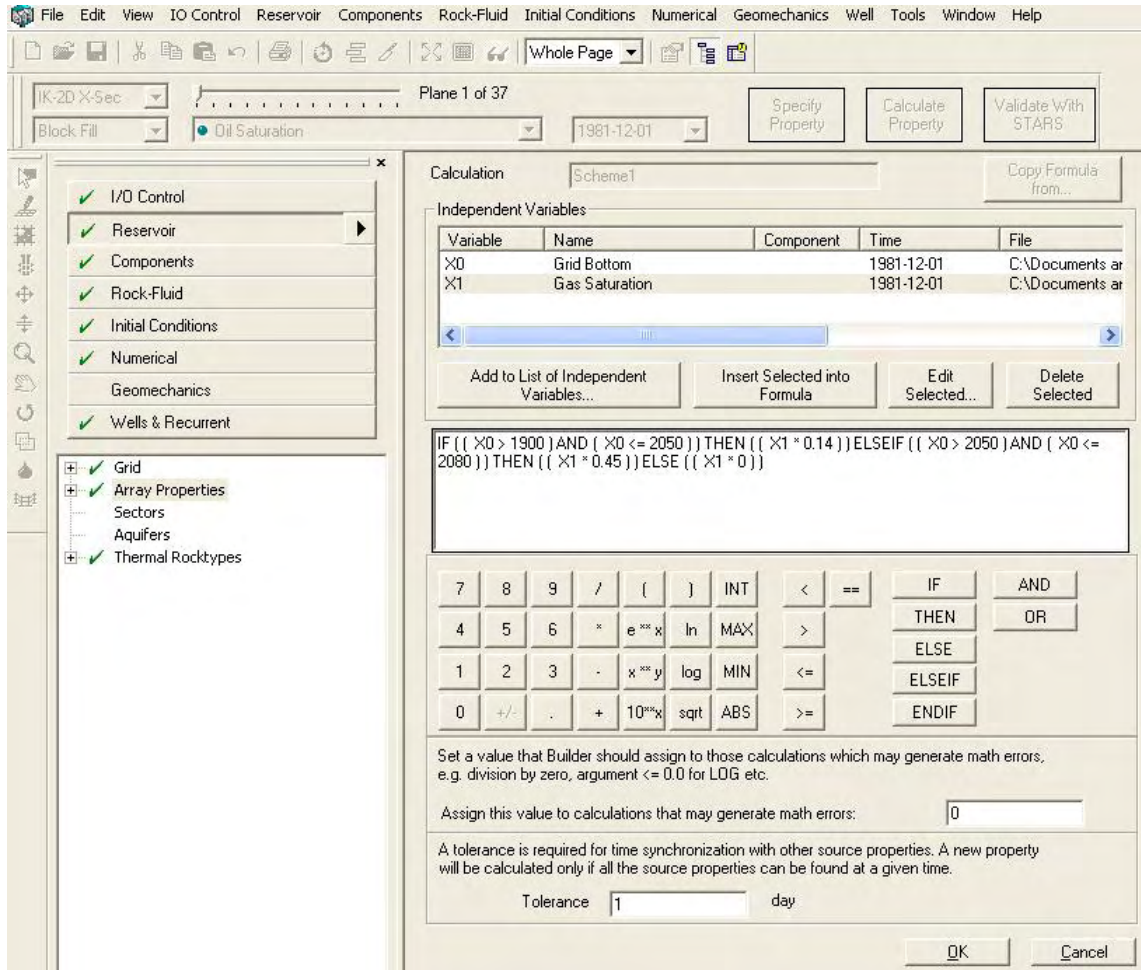 File Edit View IO Control Reservoir Components Rock-Fluid Initial Conditions Numerical Geomechanics Well Tools Window Help
Whole Page
IK-2D X-Sec
Plane 1 of 37
Block Fill
Oil Saturation
1981-12-01
Specify Property
Calculate Property
Validate With STARS
x
I/O Control
Reservoir
Components
Rock-Fluid
Initial Conditions
Numerical
Geomechanics
Wells & Recurrent
Grid
Array Properties
Sectors
Aquifers
Thermal Rocktypes
Calculation
Scheme1
Copy Formula from...
Independent Variables
Variable Name Component Time File
X0 Grid Bottom 1981-12-01 C:\Documents ar
X1 Gas Saturation 1981-12-01 C:\Documents ar
Add to List of Independent Variables...
Insert Selected into Formula
Edit Selected...
Delete Selected
IF ( ( X0 > 1900 ) AND ( X0 <= 2050 ) ) THEN ( ( X1 * 0.14 ) ) ELSEIF ( ( X0 > 2050 ) AND ( X0 <=
2080 ) ) THEN ( ( X1 * 0.45 ) ) ELSE ( ( X1 * 0 ) )
7 8 9 / ( ) INT < == IF AND
4 5 6 * e ** x ln MAX > THEN OR
ELSE
1 2 3 - x ** y log MIN <= ELSEIF
0 +/- . + 10**x sqrt ABS >= ENDIF
Set a value that Builder should assign to those calculations which may generate math errors,
e.g. division by zero, argument <= 0.0 for LOG etc.
Assign this value to calculations that may generate math errors: 0
A tolerance is required for time synchronization with other source properties. A new property
will be calculated only if all the source properties can be found at a given time.
Tolerance 1 day
OK Cancel